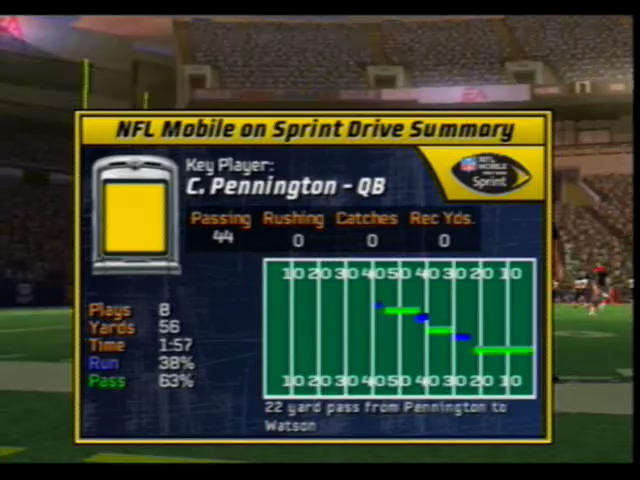 NFL Mobile on Sprint Drive Summary
Key Player:
C. Pennington - QB
NFL
MOBILE
Sprint
Passing Rushing Catches Rec Yds.
44 0 0 0
Plays 8
Yards 56
Time 1:57
Run 38%
Pass 63%
10 20 30 40 50 40 30 20 10
10 20 30 40 50 40 30 20 10
22 yard pass from Pennington to
Watson